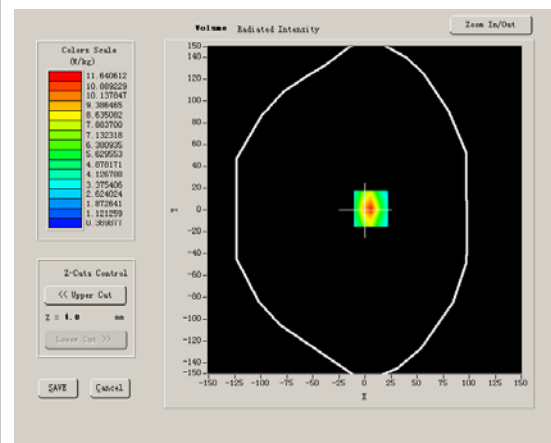 Volume Radiated Intensity
Zoom In/Out
Colors Scale
(W/kg)
11.640612
10.889229
10.137847
9.386465
8.635082
7.883700
7.132318
6.380935
5.629553
4.878171
4.126788
3.375406
2.624024
1.872641
1.121259
Z-Cuts Control
<< Upper Cut
Z = 4.0 mm
Lower Cut >>
SAVE Cancel
150
140
120
100
80
60
40
20
0
-20
-40
-60
-80
-100
-120
-140
-150
Y
-150 -125 -100 -75 -50 -25 0 25 50 75 100 125 150
X